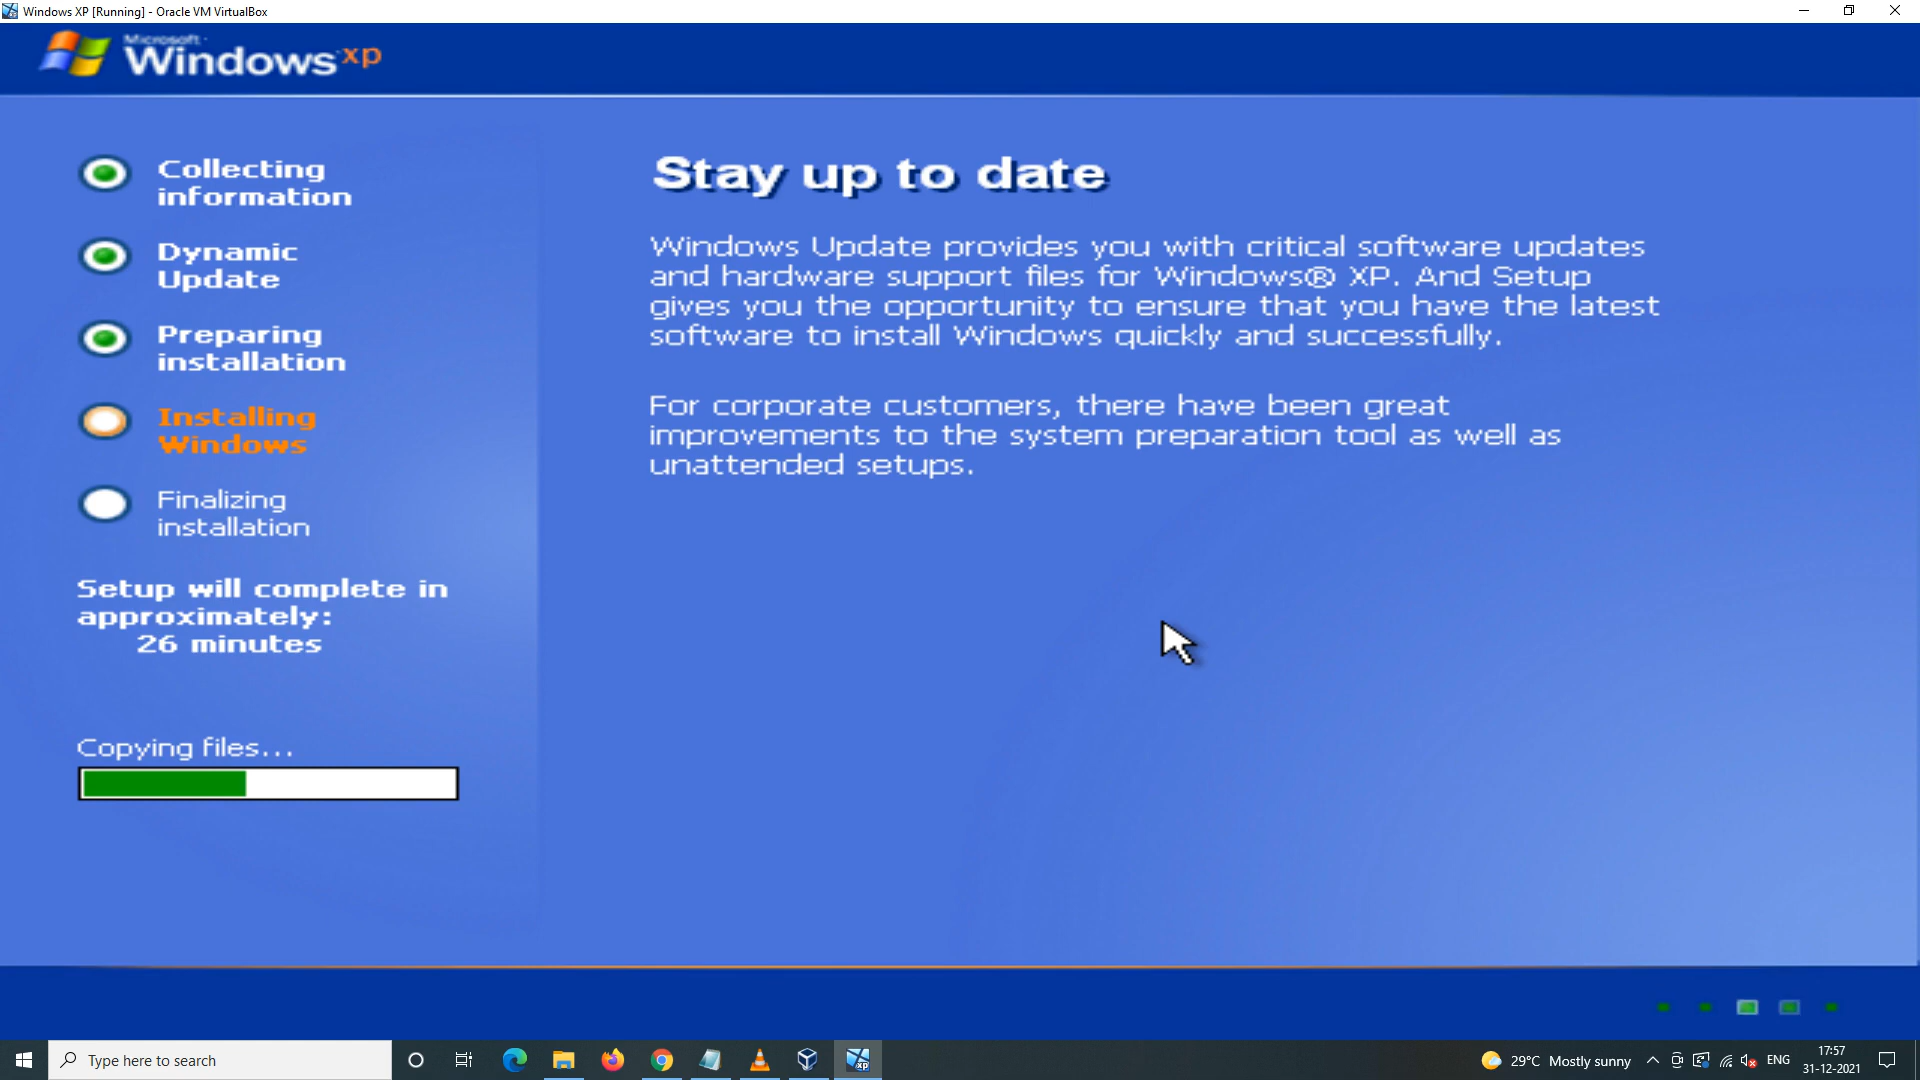 Windows XP [Running] - Oracle VM VirtualBox
Microsoft
Windows xp
Collecting
information
Dynamic
Update
Preparing
installation
Installing
Windows
Finalizing
installation
Setup will complete in
approximately:
26 minutes
Copying files...
Stay up to date
Windows Update provides you with critical software updates
and hardware support files for Windows® XP. And Setup
gives you the opportunity to ensure that you have the latest
software to install Windows quickly and successfully.
For corporate customers, there have been great
improvements to the system preparation tool as well as
unattended setups.
Type here to search
XP
29°C Mostly sunny
ENG
17:57
31-12-2021